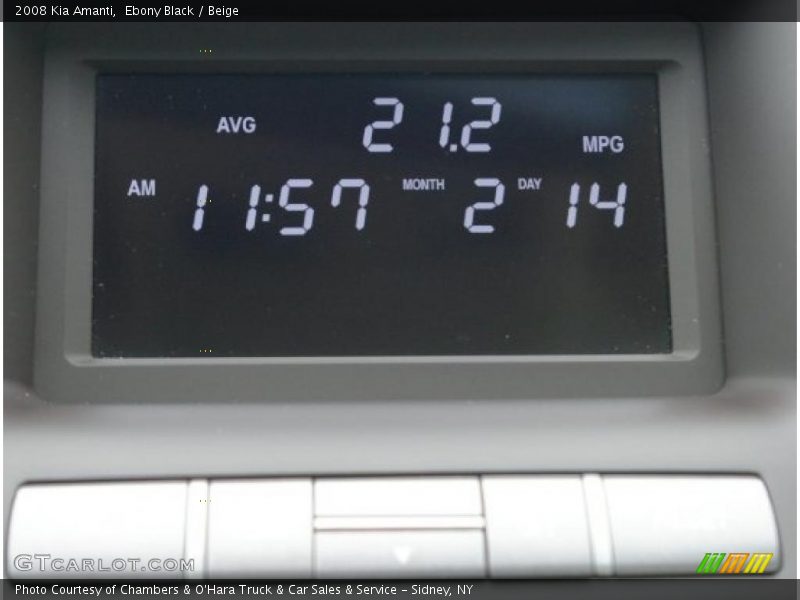 2008 Kia Amanti,  Ebony Black / Beige
AVG 21.2 MPG
AM 11:57 MONTH 2 DAY 14
GTCARLOT.COM
Photo Courtesy of Chambers & O'Hara Truck & Car Sales & Service – Sidney, NY